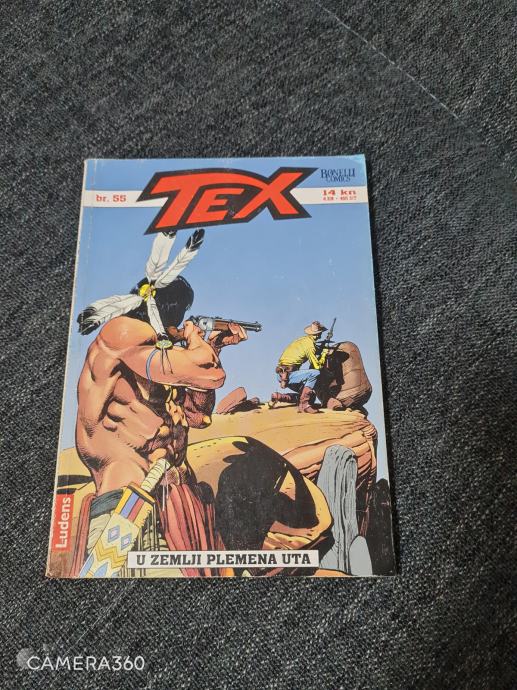 br. 55
TEX
BONELLI
COMICS
14 kn
Ludens
U ZEMLJI PLEMENA UTA
CAMERA360